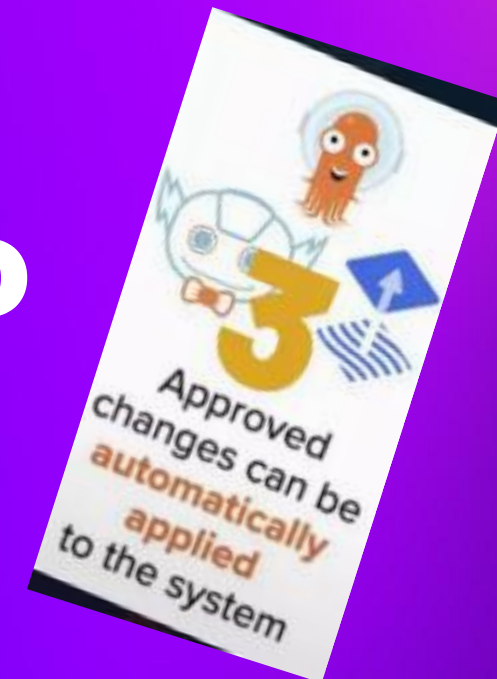 3
Approved
changes can be
automatically
applied
to the system